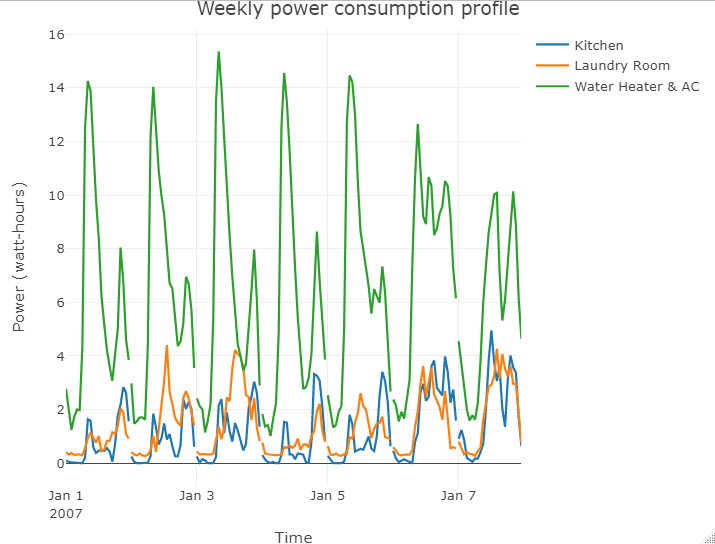 Weekly power consumption profile
Kitchen
Laundry Room
Water Heater & AC
16
14
12
10
8
6
4
2
0
Power (watt-hours)
Jan 1
2007
Jan 3
Jan 5
Jan 7
Time